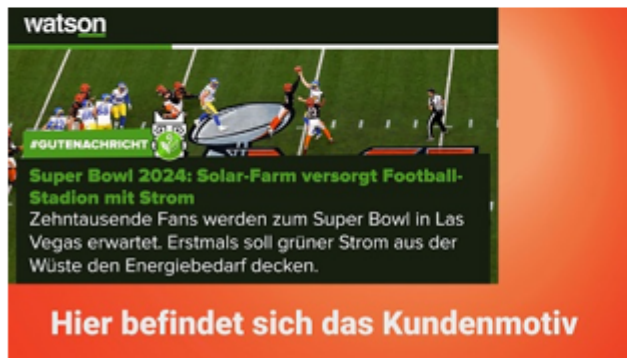 watson
#GUTENACHRICHT
Super Bowl 2024: Solar-Farm versorgt Football-
Stadion mit Strom
Zehntausende Fans werden zum Super Bowl in Las
Vegas erwartet. Erstmals soll grüner Strom aus der
Wüste den Energiebedarf decken.
Hier befindet sich das Kundenmotiv